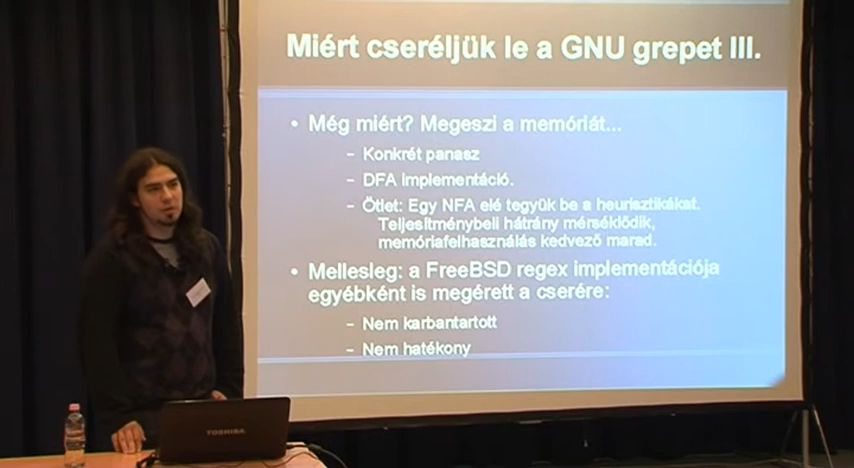 Miért cseréljük le a GNU grepet III.
• Még miért? Megeszi a memóriát...
– Konkrét panasz
– DFA implementáció.
– Ötlet: Egy NFA elé tegyük be a heurisztikákat.
Teljesítménybeli hátrány mérséklődik,
memóriafelhasználás kedvező marad.
• Mellesleg: a FreeBSD regex implementációja
egyébként is megérett a cserére:
– Nem karbantartott
– Nem hatékony
TOSHIBA